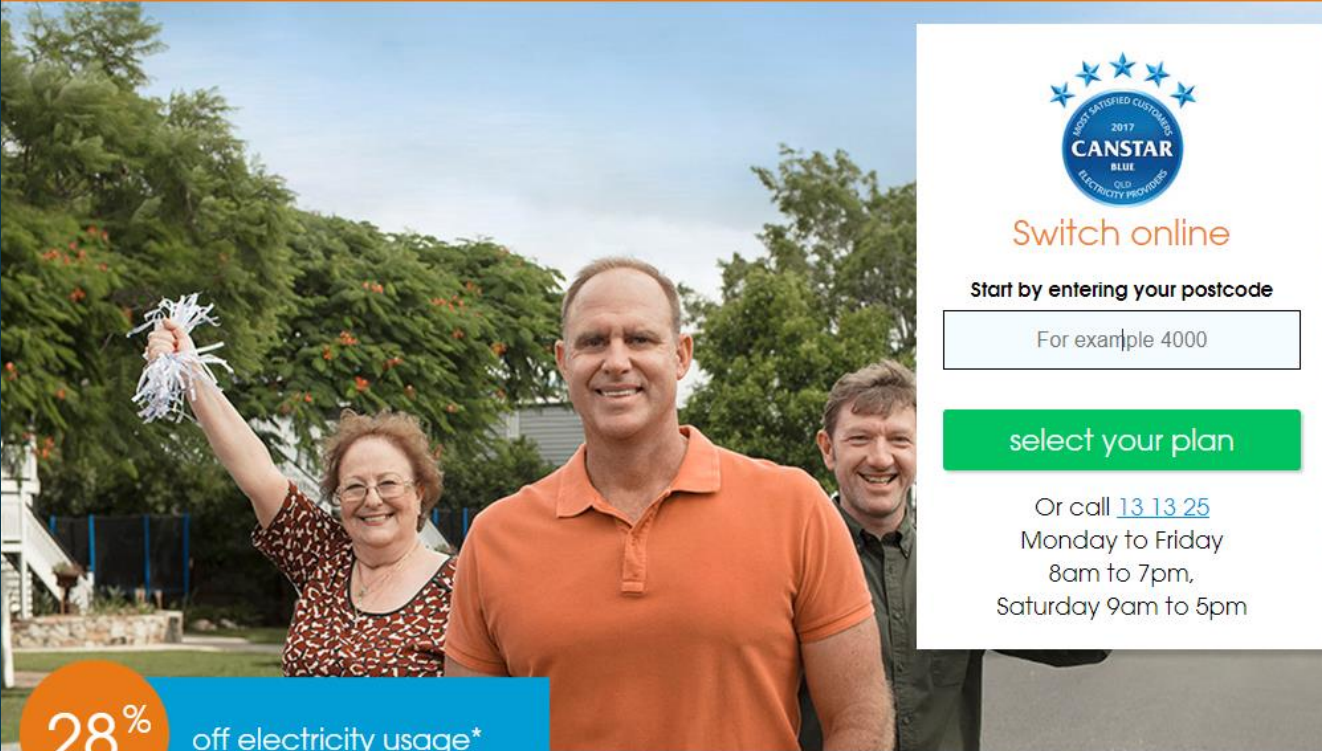 MOST SATISFIED CUSTOMERS
2017
CANSTAR
BLUE
QLD
ELECTRICITY PROVIDERS
Switch online
Start by entering your postcode
For example 4000
select your plan
Or call 13 13 25
Monday to Friday
8am to 7pm,
Saturday 9am to 5pm
28% off electricity usage*